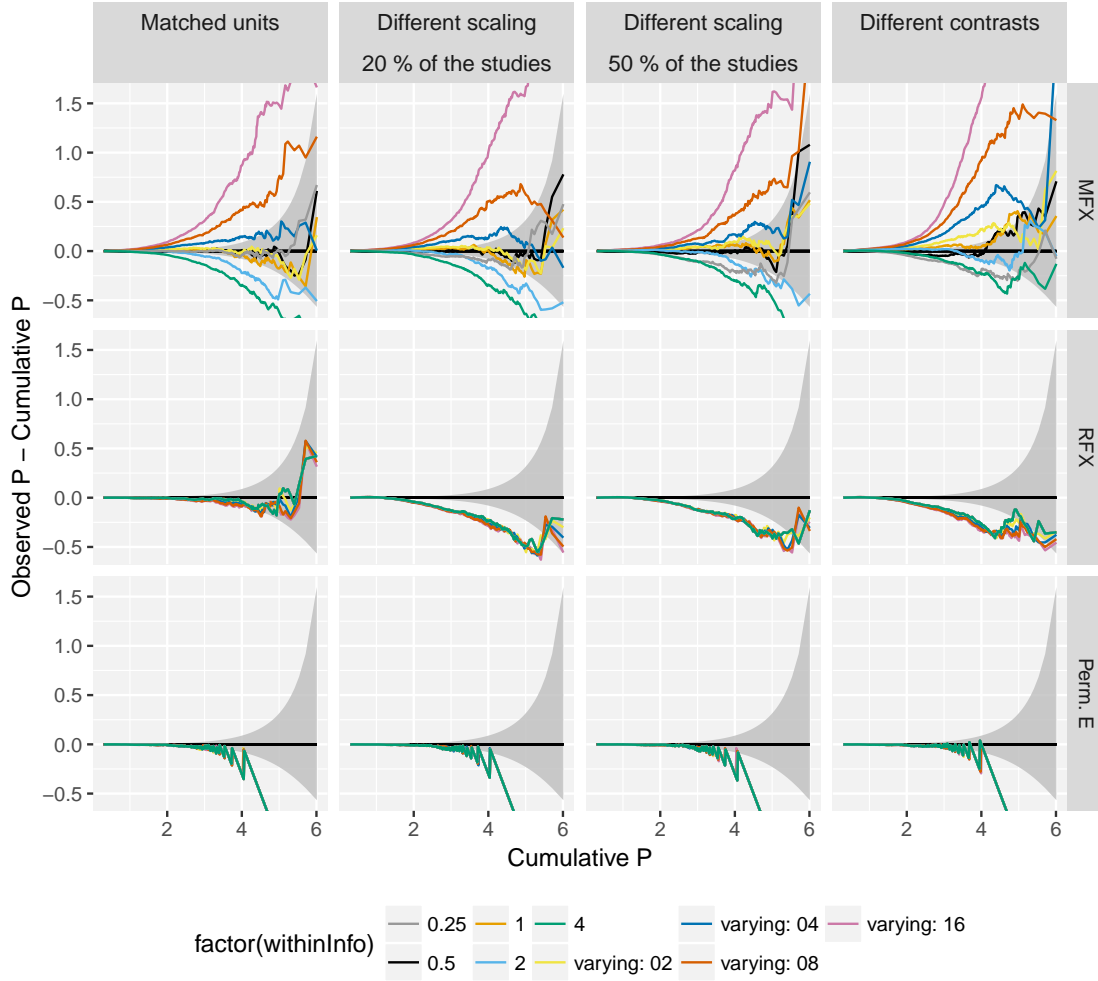 Matched units
Different scaling
20 % of the studies
Different scaling
50 % of the studies
Different contrasts
Observed P − Cumulative P
1.5
1.0
0.5
0.0
−0.5
MFX
1.5
1.0
0.5
0.0
−0.5
RFX
1.5
1.0
0.5
0.0
−0.5
Perm. E
2 4 6
2 4 6
2 4 6
2 4 6
Cumulative P
factor(withinInfo)
0.25 1 4 varying: 04 varying: 16
0.5 2 varying: 02 varying: 08